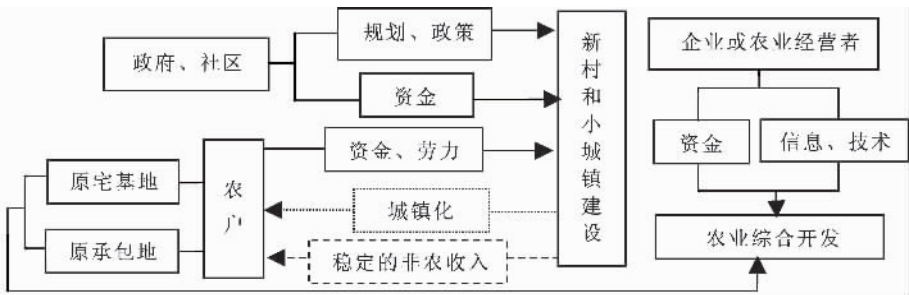 规划、政策
政府、社区
资金
资金、劳力
原宅基地
农户
城镇化
原承包地
稳定的非农收入
新村和小城镇建设
企业或农业经营者
资金
信息、技术
农业综合开发